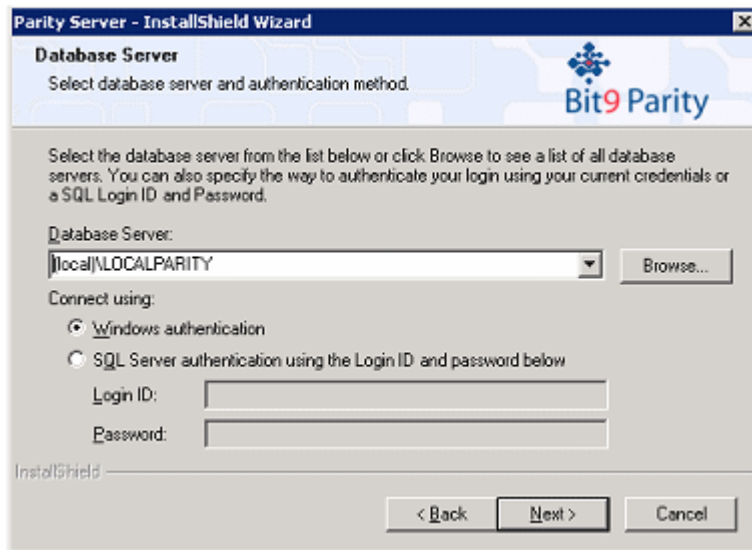 Parity Server - InstallShield Wizard
Database Server
Select database server and authentication method.
Bit9 Parity
Select the database server from the list below or click Browse to see a list of all database
servers. You can also specify the way to authenticate your login using your current credentials or
a SQL Login ID and Password.
Database Server:
(local)\LOCALPARITY
Browse...
Connect using:
Windows authentication
SQL Server authentication using the Login ID and password below
Login ID:
Password:
InstallShield
< Back
Next >
Cancel